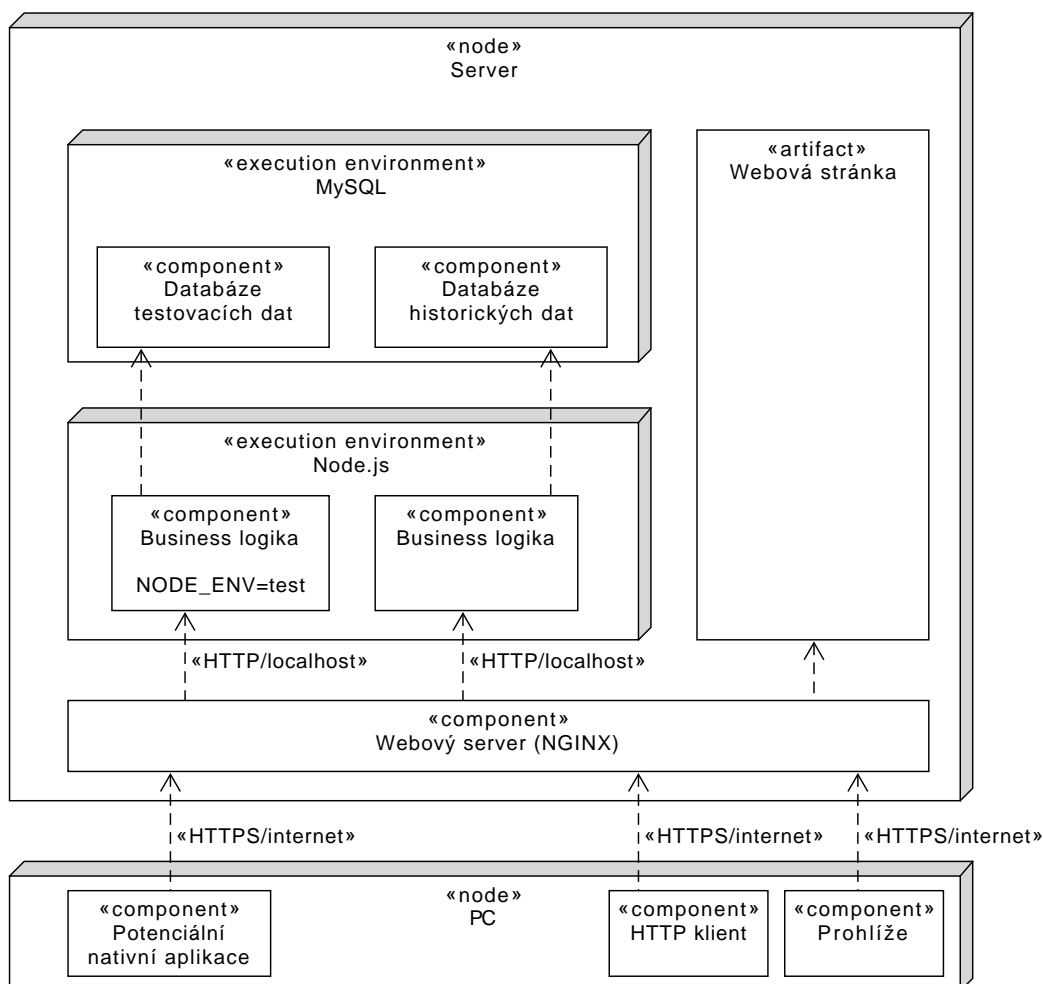 «node»
Server
«execution environment»
MySQL
«artifact»
Webová stránka
«component»
Databáze
testovacích dat
«component»
Databáze
historických dat
«execution environment»
Node.js
«component»
Business logika
NODE_ENV=test
«component»
Business logika
«HTTP/localhost»
«HTTP/localhost»
«component»
Webový server (NGINX)
«HTTPS/internet»
«HTTPS/internet»
«HTTPS/internet»
«node»
PC
«component»
Potenciální
nativní aplikace
«component»
HTTP klient
«component»
Prohlíže